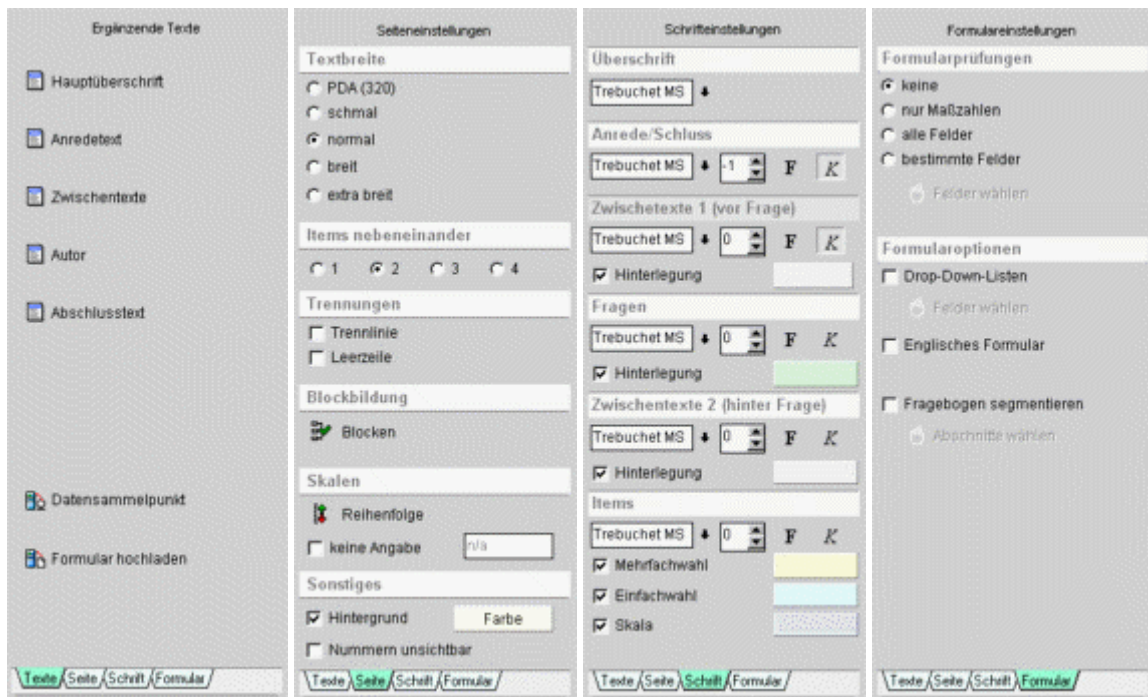 Ergänzende Texte
Hauptüberschrift
Anredetext
Zwischentexte
Autor
Abschlusstext
Datensammelpunkt
Formular hochladen
Texte Seite Schrift Formular
Seiteneinstellungen
Textbreite
PDA (320)
schmal
normal
breit
extra breit
Items nebeneinander
1 2 3 4
Trennungen
Trennlinie
Leerzeile
Blockbildung
Blocken
Skalen
Reihenfolge
keine Angabe n/a
Sonstiges
Hintergrund Farbe
Nummern unsichtbar
Texte Seite Schrift Formular
Schrifteinstellungen
Überschrift
Trebuchet MS
Anrede/Schluss
Trebuchet MS -1 F K
Zwischetexte 1 (vor Frage)
Trebuchet MS 0 F K
Hinterlegung
Fragen
Trebuchet MS 0 F K
Hinterlegung
Zwischentexte 2 (hinter Frage)
Trebuchet MS 0 F K
Hinterlegung
Items
Trebuchet MS 0 F K
Mehrfachwahl
Einfachwahl
Skala
Texte Seite Schrift Formular
Formulareinstellungen
Formularprüfungen
keine
nur Maßzahlen
alle Felder
bestimmte Felder
Felder wählen
Formularoptionen
Drop-Down-Listen
Felder wählen
Englisches Formular
Fragebogen segmentieren
Abschnitte wählen
Texte Seite Schrift Formular